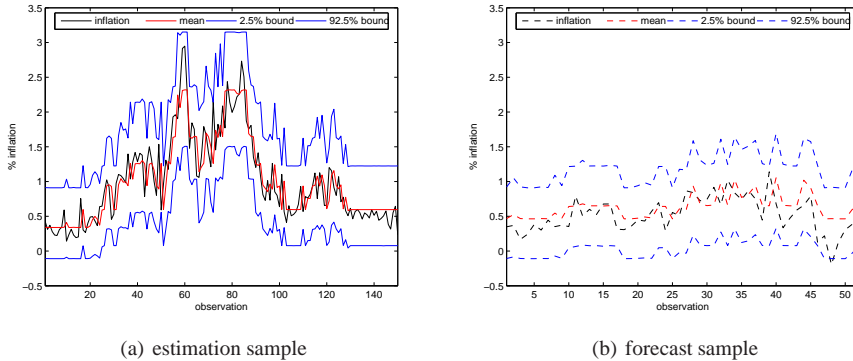 inflation mean 2.5% bound 92.5% bound
3.5
3
2.5
2
1.5
1
0.5
0
−0.5
% inflation
20 40 60 80 100 120 140
observation
(a) estimation sample
inflation mean 2.5% bound 92.5% bound
3.5
3
2.5
2
1.5
1
0.5
0
−0.5
% inflation
5 10 15 20 25 30 35 40 45 50
observation
(b) forecast sample